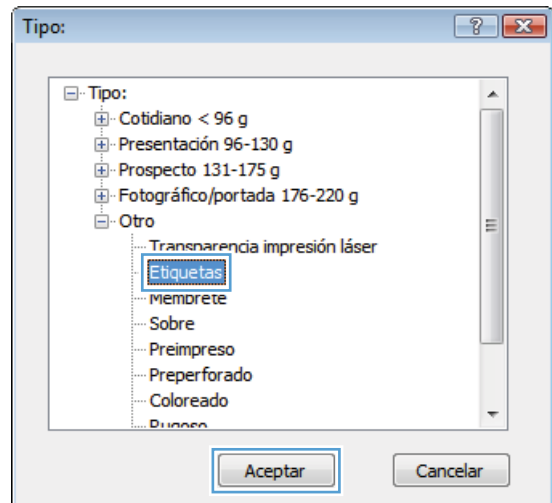 Tipo:
Tipo:
Cotidiano < 96 g
Presentación 96-130 g
Prospecto 131-175 g
Fotográfico/portada 176-220 g
Otro
Transparencia impresión láser
Etiquetas
Membrete
Sobre
Preimpreso
Preperforado
Coloreado
Rugoso
Aceptar Cancelar